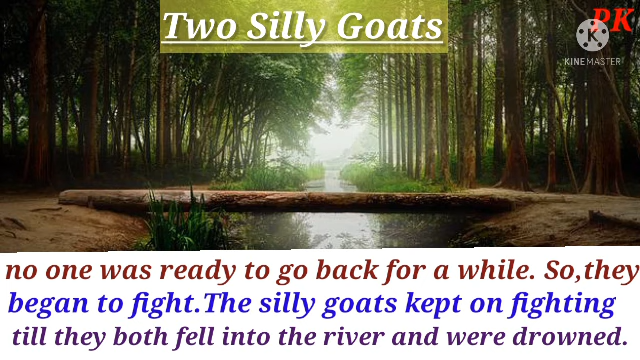 Two Silly Goats
PK
KINEMASTER
no one was ready to go back for a while. So,they
began to fight.The silly goats kept on fighting
till they both fell into the river and were drowned.